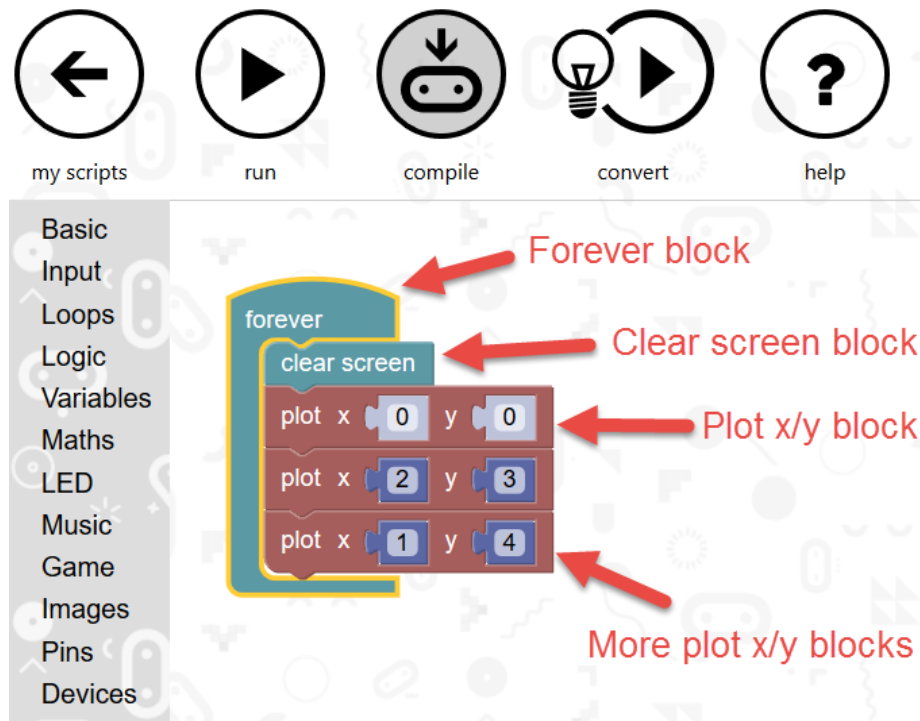 my scripts
run
compile
convert
?
help
Basic
Input
Loops
Logic
Variables
Maths
LED
Music
Game
Images
Pins
Devices
Forever block
forever
Clear screen block
clear screen
plot x 0 y 0
Plot x/y block
plot x 2 y 3
plot x 1 y 4
More plot x/y blocks